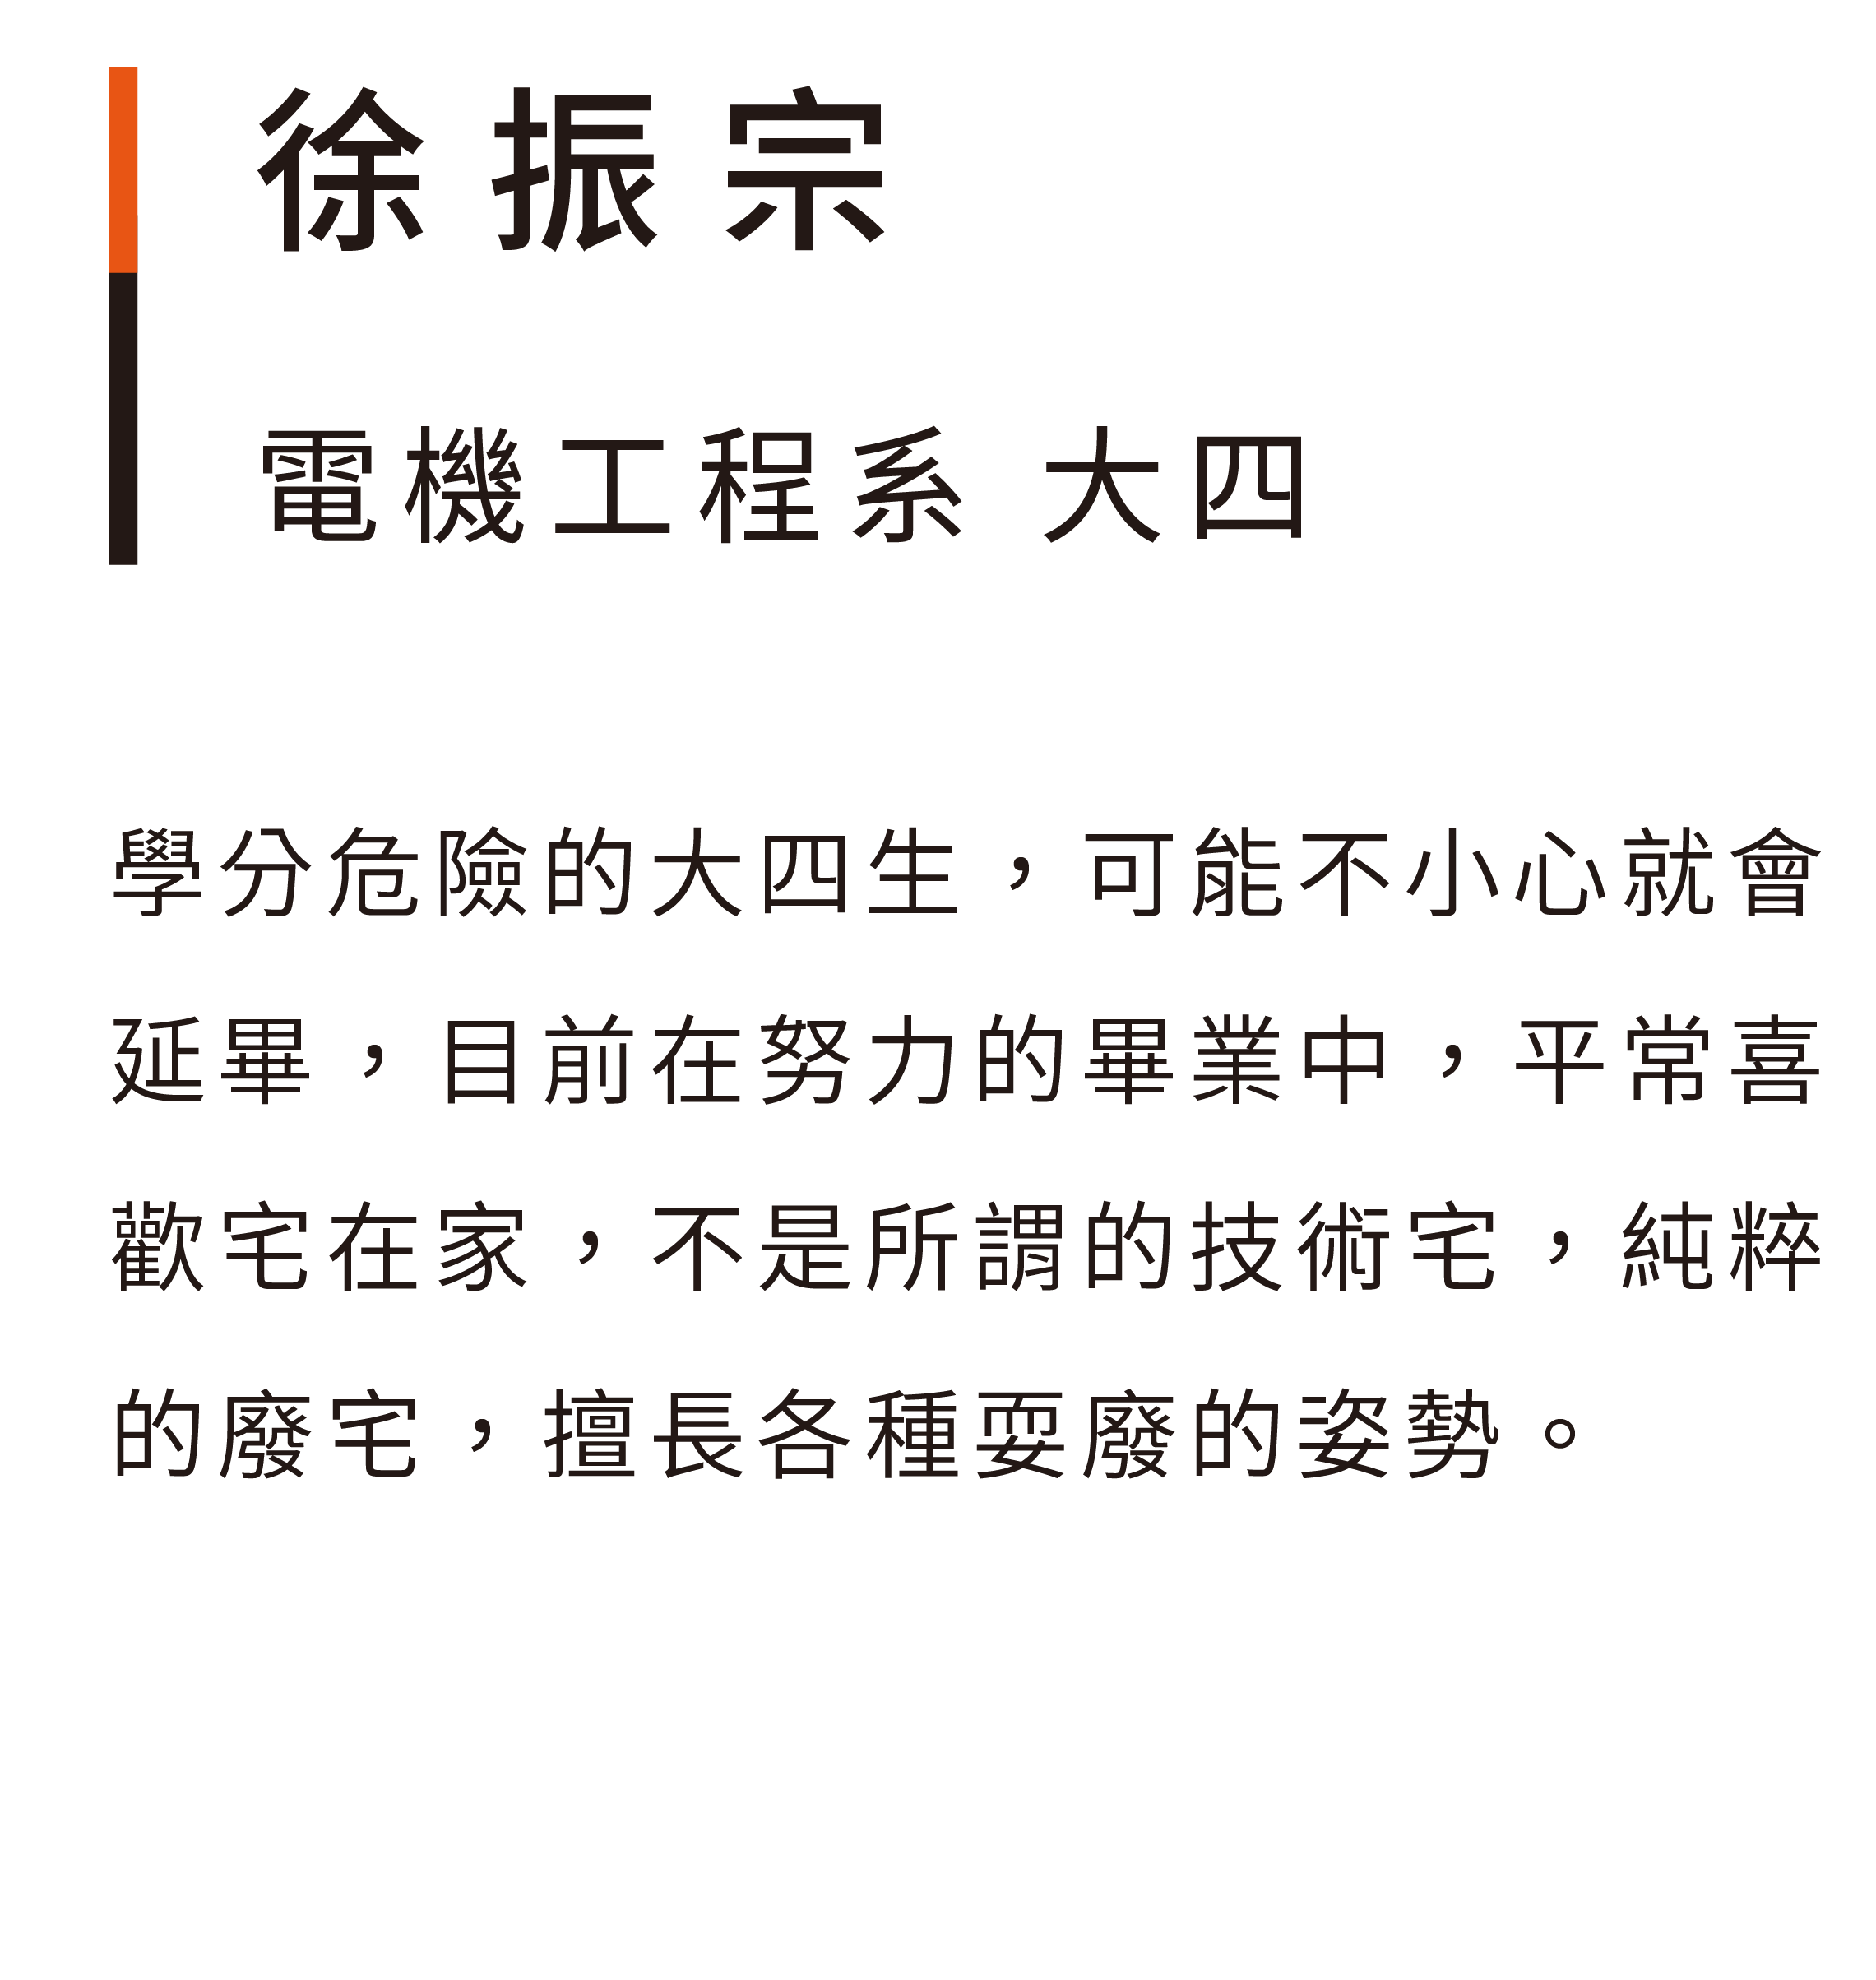 徐振宗
電機工程系 大四
學分危險的大四生，可能不小心就會
延畢，目前在努力的畢業中，平常喜
歡宅在家，不是所謂的技術宅，純粹
的廢宅，擅長各種耍廢的姿勢。